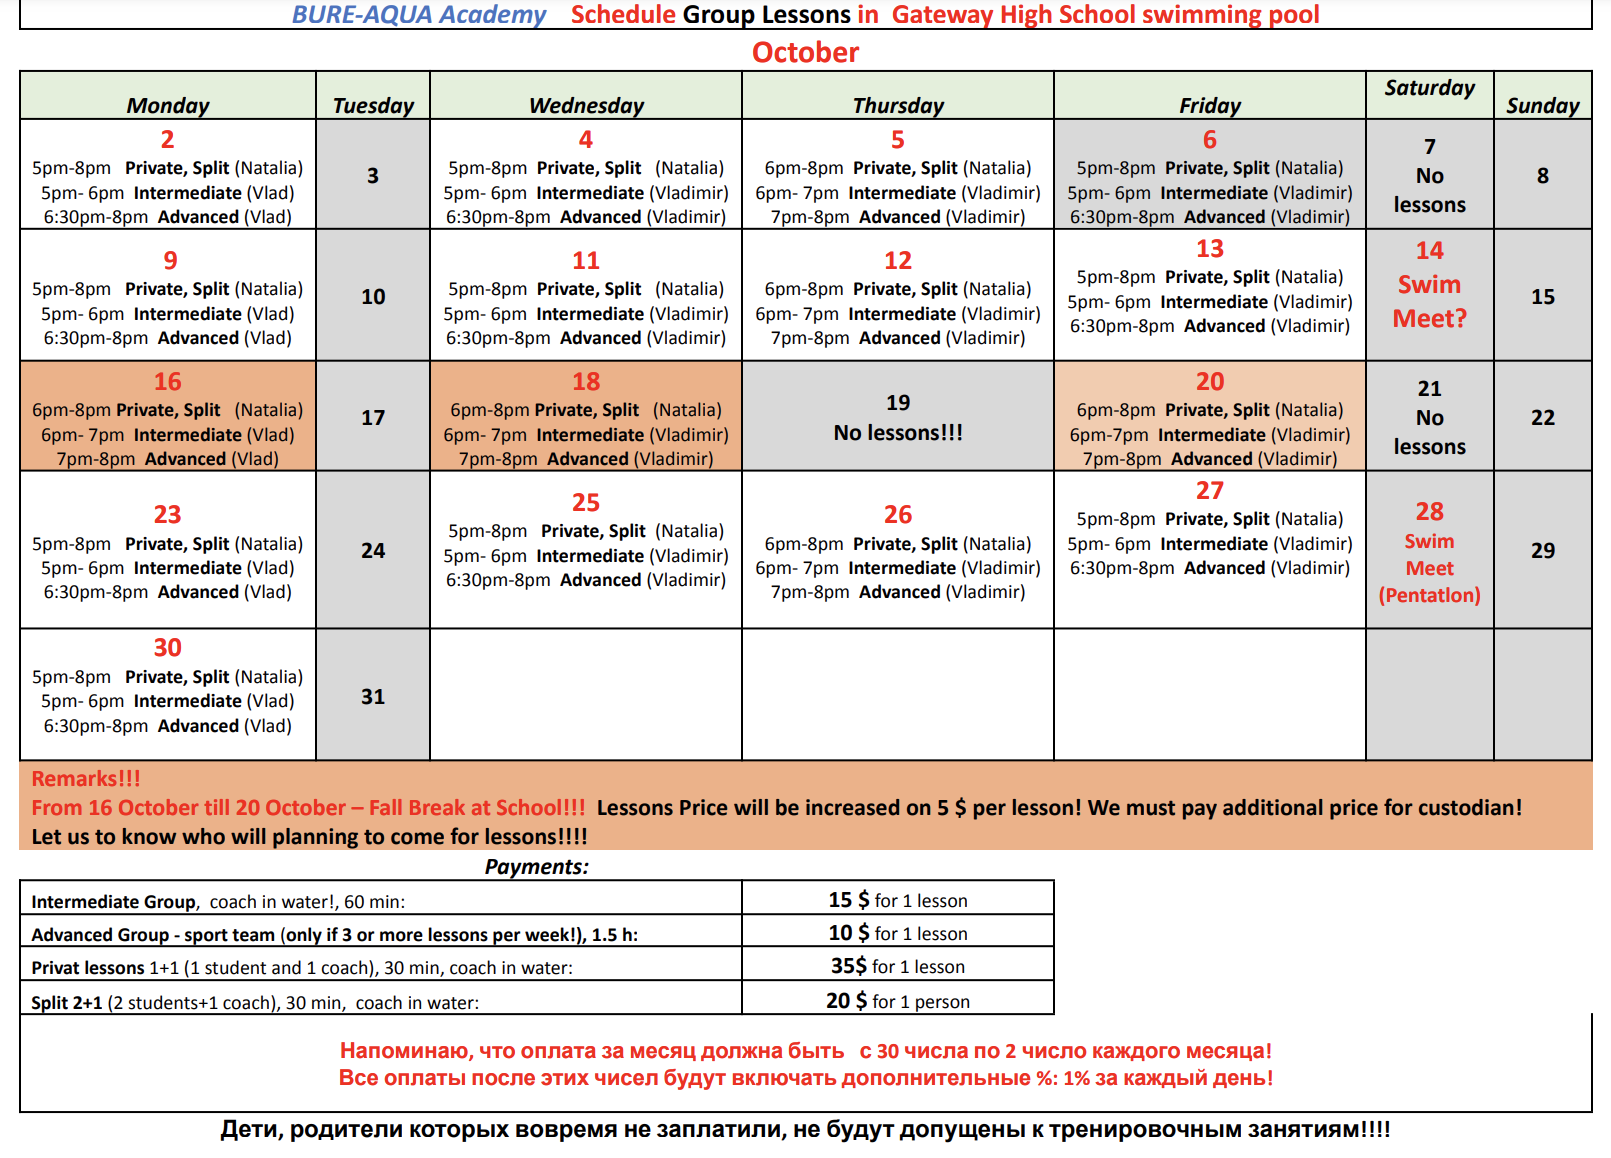 BURE-AQUA Academy Schedule Group Lessons in Gateway High School swimming pool
October
Monday Tuesday Wednesday Thursday Friday Saturday Sunday
2
5pm-8pm Private, Split (Natalia)
5pm- 6pm Intermediate (Vlad)
6:30pm-8pm Advanced (Vlad)
3
4
5pm-8pm Private, Split (Natalia)
5pm- 6pm Intermediate (Vladimir)
6:30pm-8pm Advanced (Vladimir)
5
6pm-8pm Private, Split (Natalia)
6pm- 7pm Intermediate (Vladimir)
7pm-8pm Advanced (Vladimir)
6
5pm-8pm Private, Split (Natalia)
5pm- 6pm Intermediate (Vladimir)
6:30pm-8pm Advanced (Vladimir)
7
No
lessons
8
9
5pm-8pm Private, Split (Natalia)
5pm- 6pm Intermediate (Vlad)
6:30pm-8pm Advanced (Vlad)
10
11
5pm-8pm Private, Split (Natalia)
5pm- 6pm Intermediate (Vladimir)
6:30pm-8pm Advanced (Vladimir)
12
6pm-8pm Private, Split (Natalia)
6pm- 7pm Intermediate (Vladimir)
7pm-8pm Advanced (Vladimir)
13
5pm-8pm Private, Split (Natalia)
5pm- 6pm Intermediate (Vladimir)
6:30pm-8pm Advanced (Vladimir)
14
Swim
Meet?
15
16
6pm-8pm Private, Split (Natalia)
6pm- 7pm Intermediate (Vlad)
7pm-8pm Advanced (Vlad)
17
18
6pm-8pm Private, Split (Natalia)
6pm- 7pm Intermediate (Vladimir)
7pm-8pm Advanced (Vladimir)
19
No lessons!!!
20
6pm-8pm Private, Split (Natalia)
6pm-7pm Intermediate (Vladimir)
7pm-8pm Advanced (Vladimir)
21
No
lessons
22
23
5pm-8pm Private, Split (Natalia)
5pm- 6pm Intermediate (Vlad)
6:30pm-8pm Advanced (Vlad)
24
25
5pm-8pm Private, Split (Natalia)
5pm- 6pm Intermediate (Vladimir)
6:30pm-8pm Advanced (Vladimir)
26
6pm-8pm Private, Split (Natalia)
6pm- 7pm Intermediate (Vladimir)
7pm-8pm Advanced (Vladimir)
27
5pm-8pm Private, Split (Natalia)
5pm- 6pm Intermediate (Vladimir)
6:30pm-8pm Advanced (Vladimir)
28
Swim
Meet
(Pentatlon)
29
30
5pm-8pm Private, Split (Natalia)
5pm- 6pm Intermediate (Vlad)
6:30pm-8pm Advanced (Vlad)
31
Remarks!!!
From 16 October till 20 October – Fall Break at School!!! Lessons Price will be increased on 5 $ per lesson! We must pay additional price for custodian!
Let us to know who will planning to come for lessons!!!!
Payments:
Intermediate Group, coach in water!, 60 min: 15 $ for 1 lesson
Advanced Group - sport team (only if 3 or more lessons per week!), 1.5 h: 10 $ for 1 lesson
Privat lessons 1+1 (1 student and 1 coach), 30 min, coach in water: 35$ for 1 lesson
Split 2+1 (2 students+1 coach), 30 min, coach in water: 20 $ for 1 person
Напоминаю, что оплата за месяц должна быть с 30 числа по 2 число каждого месяца!
Все оплаты после этих чисел будут включать дополнительные %: 1% за каждый день!
Дети, родители которых вовремя не заплатили, не будут допущены к тренировочным занятиям!!!!